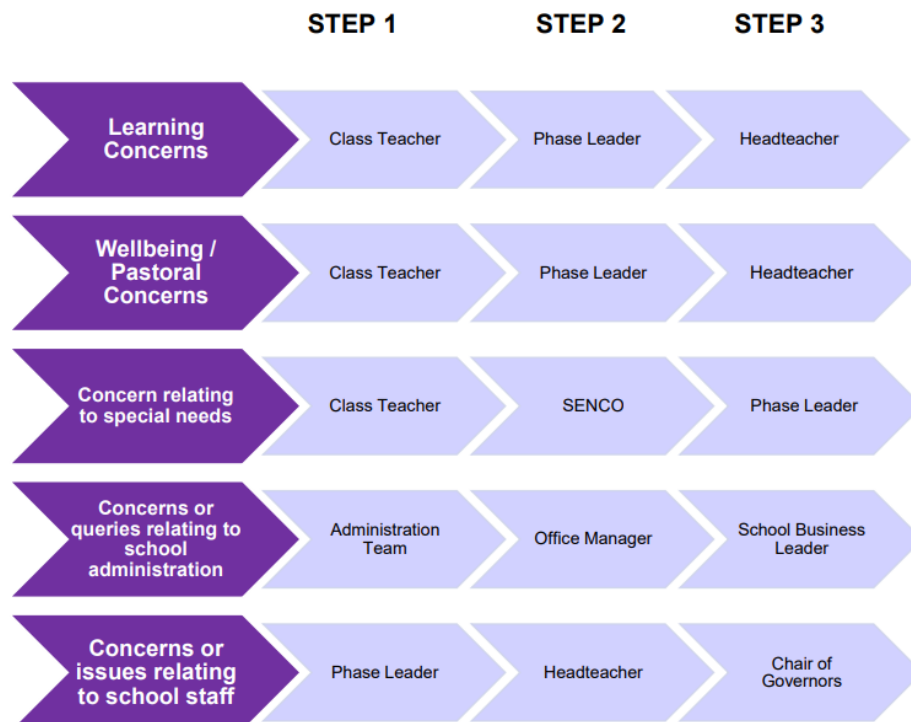 STEP 1 STEP 2 STEP 3
Learning
Concerns
Class Teacher
Phase Leader
Headteacher
Wellbeing /
Pastoral
Concerns
Class Teacher
Phase Leader
Headteacher
Concern relating
to special needs
Class Teacher
SENCO
Phase Leader
Concerns or
queries relating to
school
administration
Administration
Team
Office Manager
School Business
Leader
Concerns or
issues relating
to school staff
Phase Leader
Headteacher
Chair of
Governors